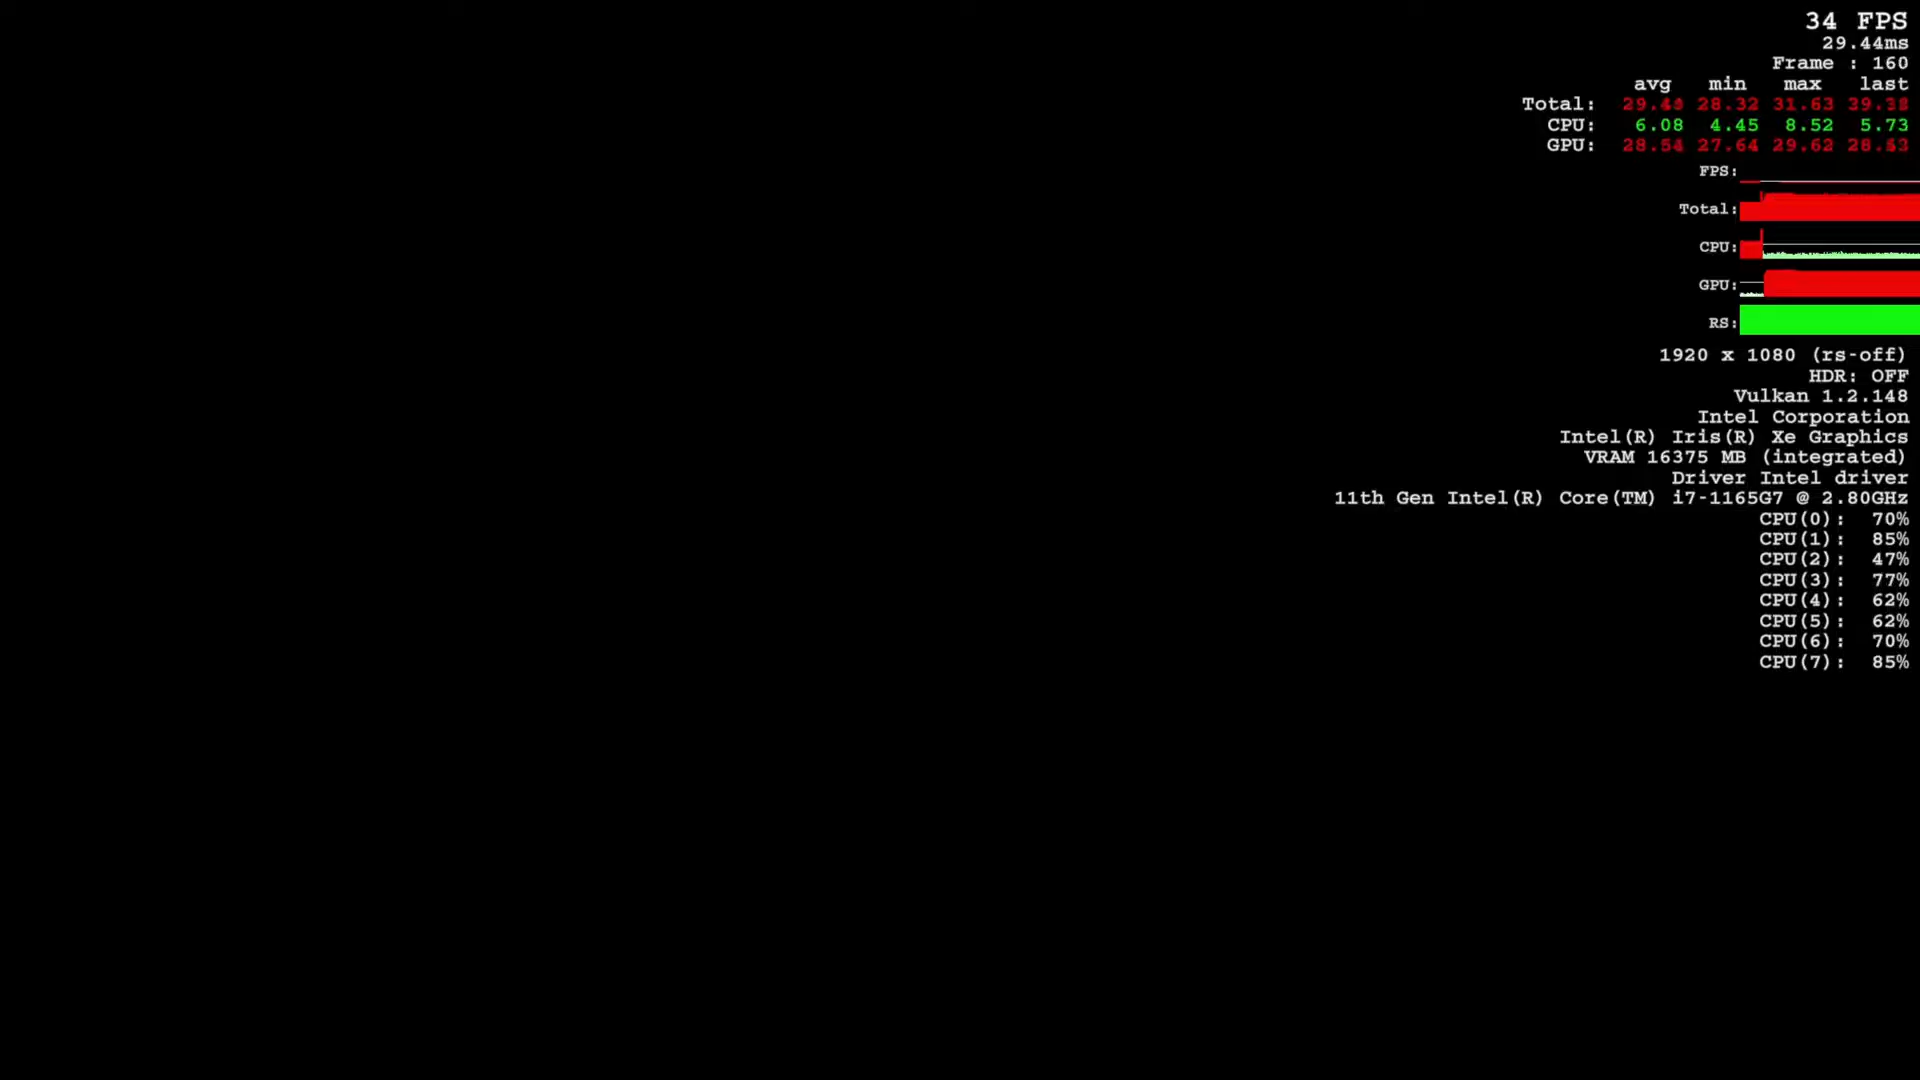 34 FPS
29.44ms
Frame : 160
avg min max last
Total: 28.32 31.63
CPU: 6.08 4.45 8.52 5.73
GPU: 28.54 27.64 29.62 28.53
FPS:
Total:
CPU:
GPU:
RS:
1920 x 1080 (rs-off)
HDR: OFF
Vulkan 1.2.148
Intel Corporation
Intel(R) Iris(R) Xe Graphics
VRAM 16375 MB (integrated)
Driver Intel driver
11th Gen Intel(R) Core(TM) i7-1165G7 @ 2.80GHz
CPU(0): 70%
CPU(1): 85%
CPU(2): 47%
CPU(3): 77%
CPU(4): 62%
CPU(5): 62%
CPU(6): 70%
CPU(7): 85%